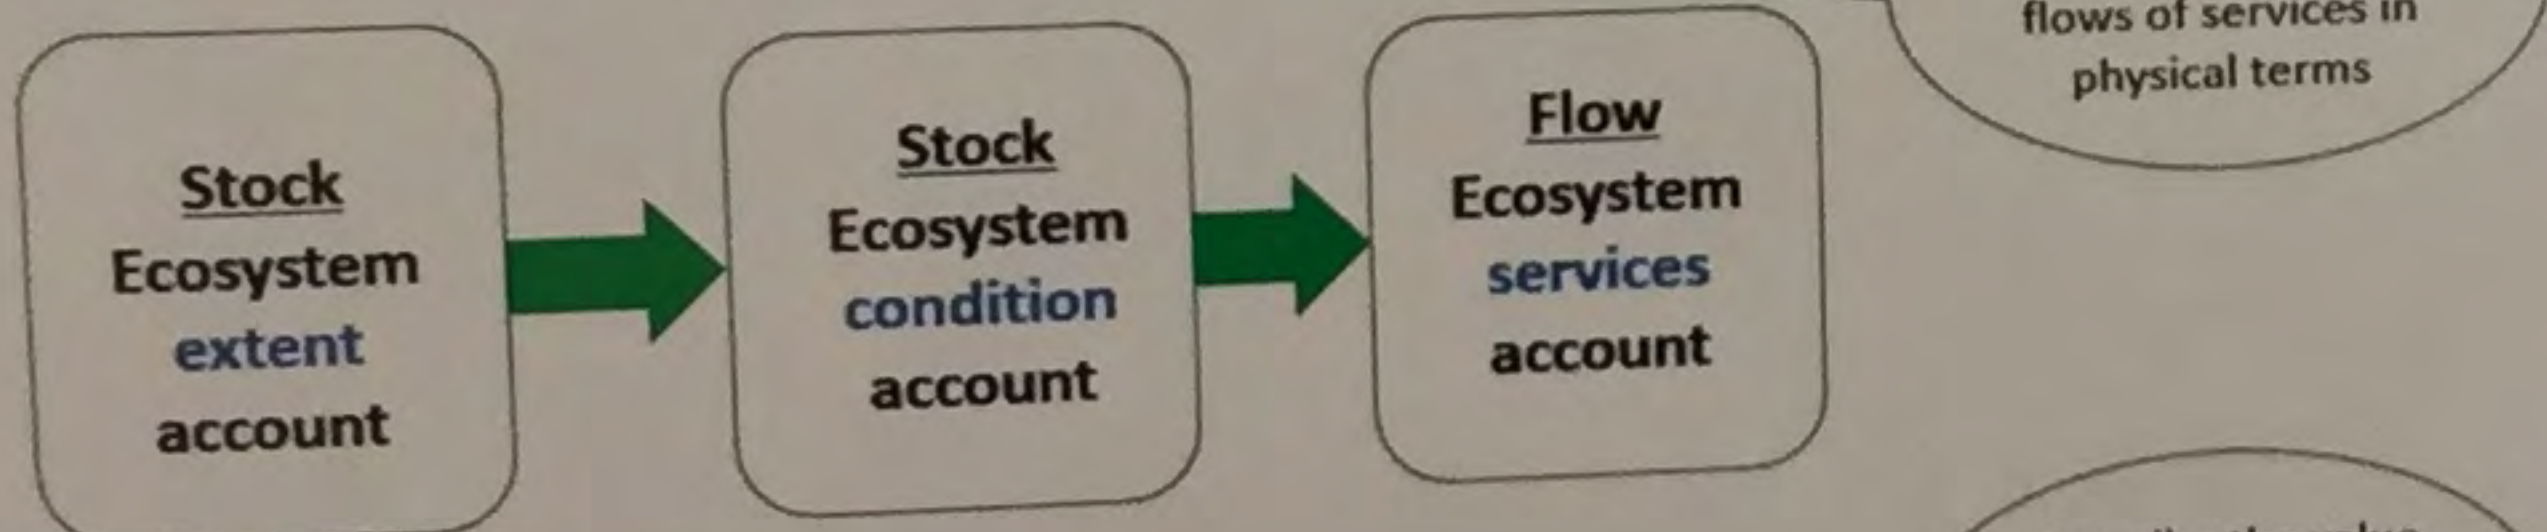 Stock
Ecosystem
extent
account
Stock
Ecosystem
condition
account
Flow
Ecosystem
services
account
flows of services in
physical terms